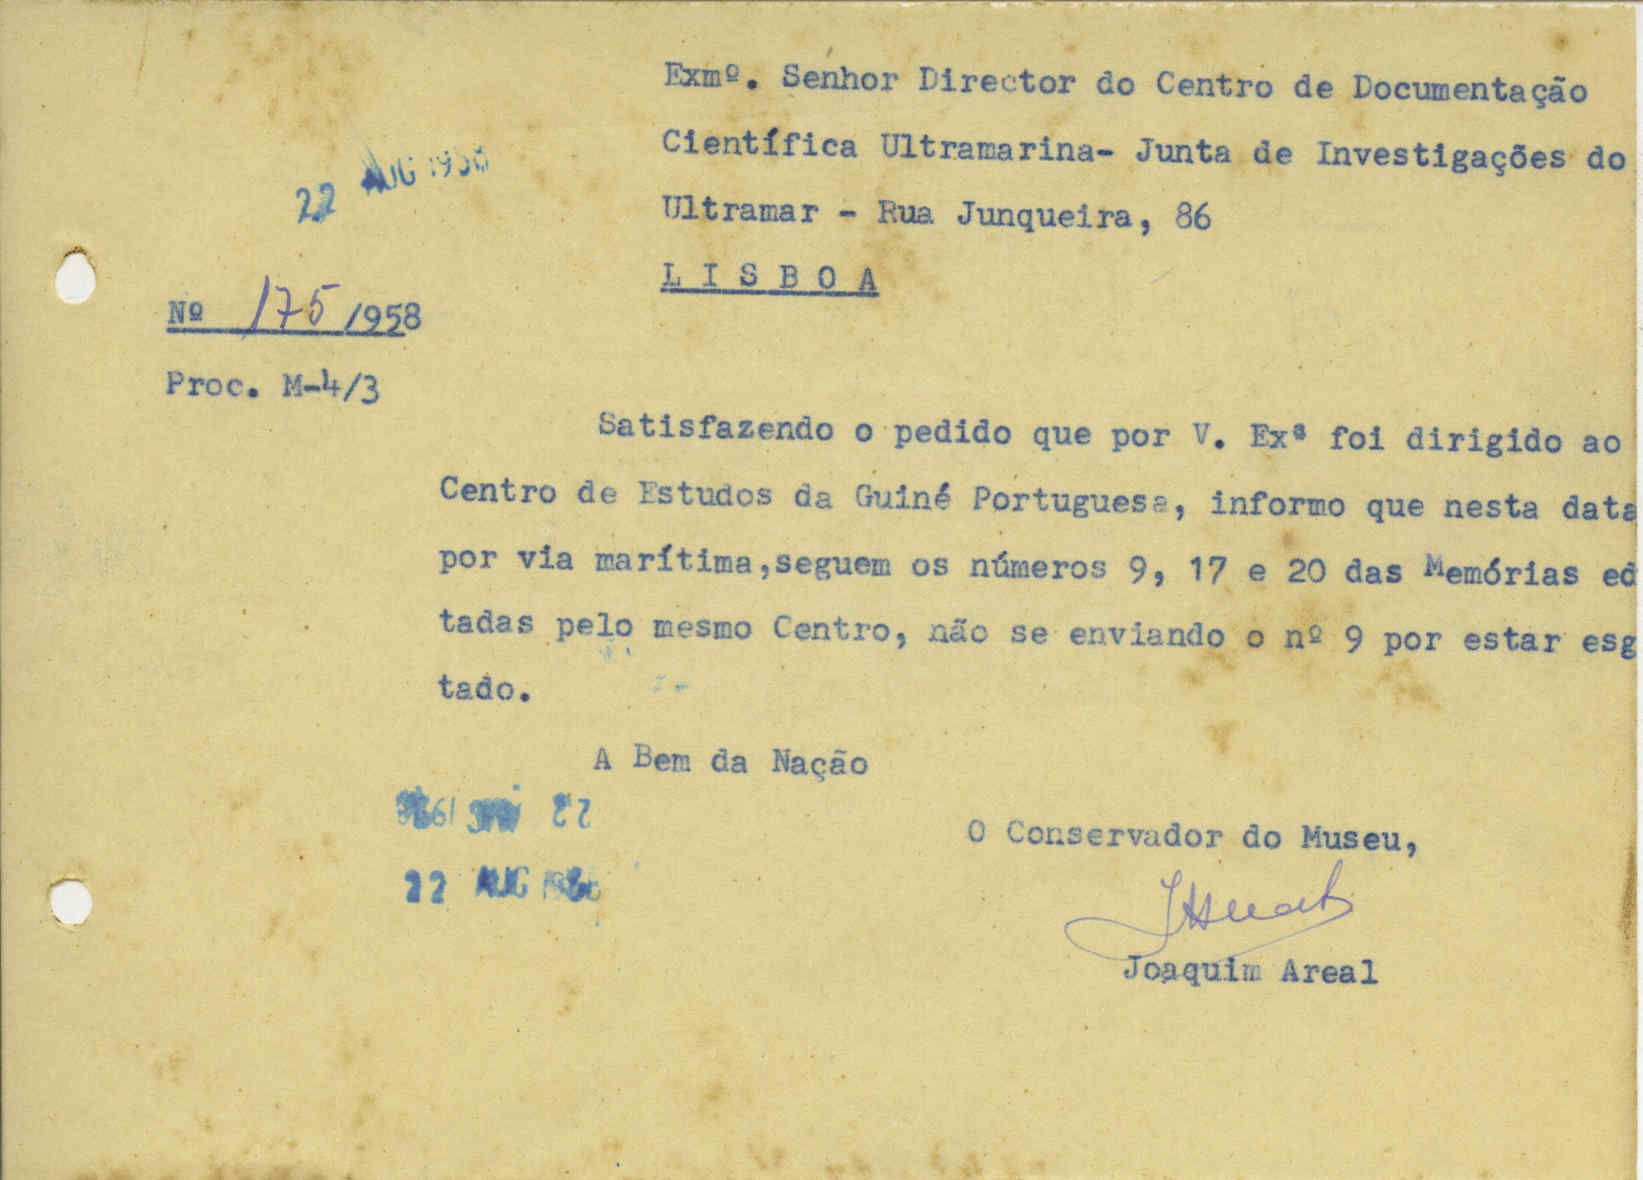 Exmº. Senhor Director do Centro de Documentação
Científica Ultramarina- Junta de Investigações do
Ultramar - Rua Junqueira, 86
L I S B O A
22 AUG 1958
Nº 175/1958
Proc. M-4/3
Satisfazendo o pedido que por V. Exª foi dirigido ao
Centro de Estudos da Guiné Portuguesa, informo que nesta data
por via marítima,seguem os números 9, 17 e 20 das Memórias ed
tadas pelo mesmo Centro, não se enviando o nº 9 por estar esg
tado.
A Bem da Nação
22 AUG
O Conservador do Museu,
Joaquim Areal